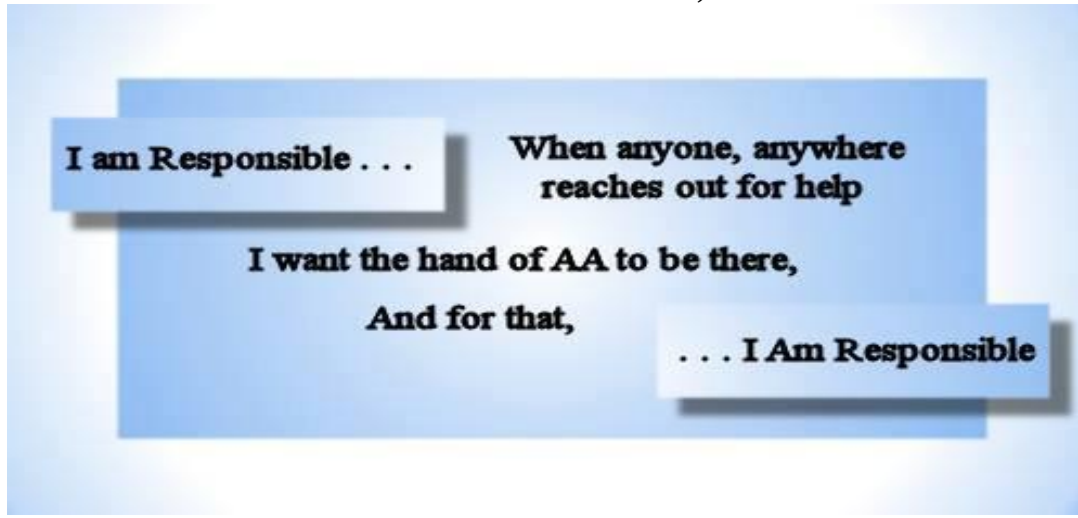 I am Responsible . . .
When anyone, anywhere
reaches out for help
I want the hand of AA to be there,
And for that,
. . . I Am Responsible